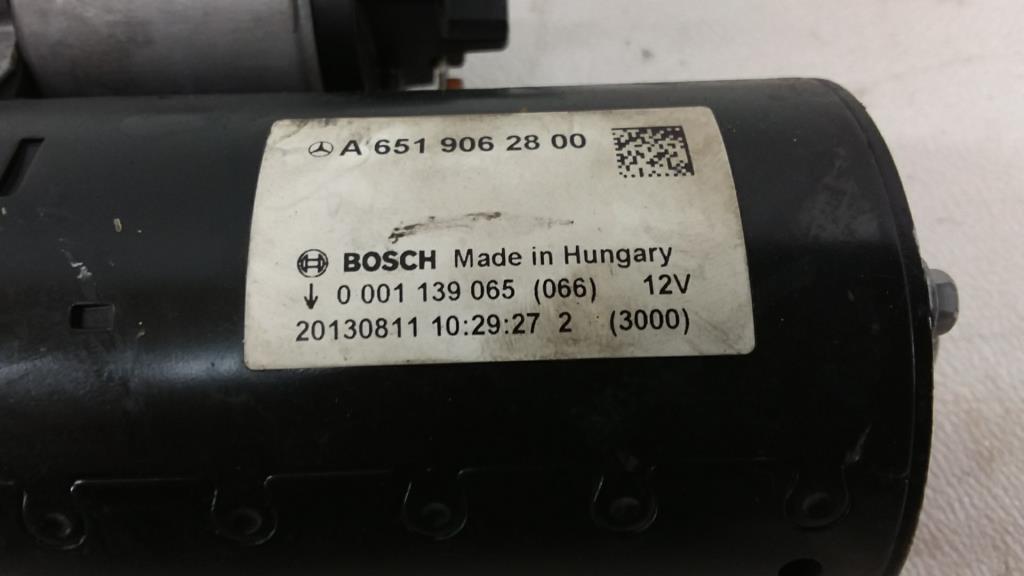 A 651 906 28 00
BOSCH Made in Hungary
↓ 0 001 139 065 (066) 12V
20130811 10:29:27 2 (3000)